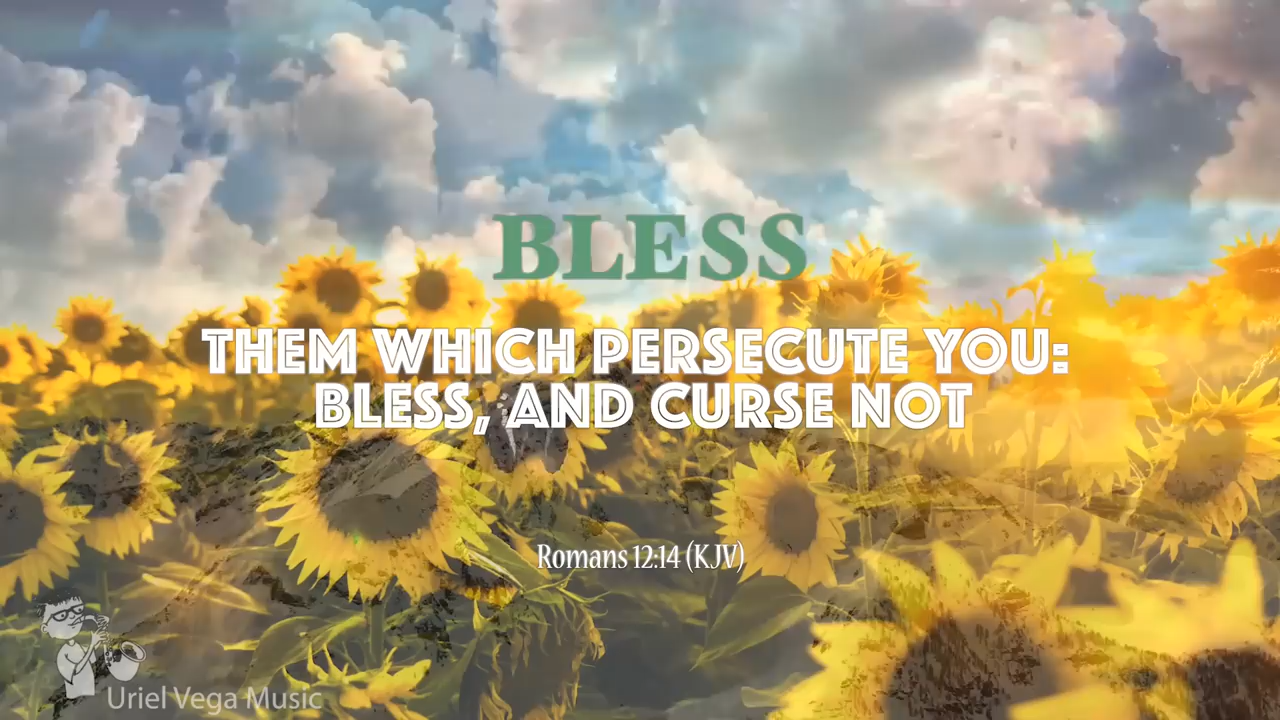 BLESS
THEM WHICH PERSECUTE YOU:
BLESS, AND CURSE NOT
Romans 12:14 (KJV)
Uriel Vega Music